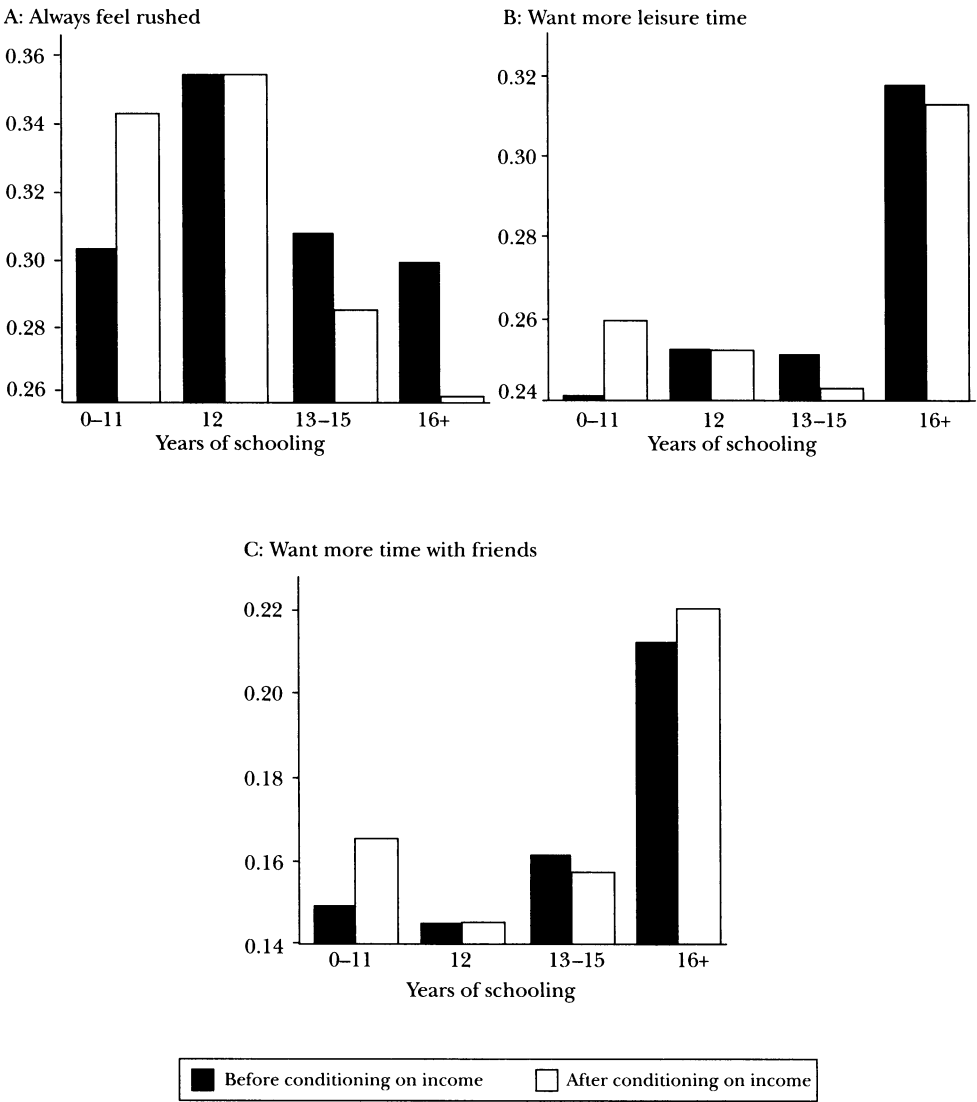 A: Always feel rushed
0.36
0.34
0.32
0.30
0.28
0.26
0–11 12 13–15 16+
Years of schooling
B: Want more leisure time
0.32
0.30
0.28
0.26
0.24
0–11 12 13–15 16+
Years of schooling
C: Want more time with friends
0.22
0.20
0.18
0.16
0.14
0–11 12 13–15 16+
Years of schooling
Before conditioning on income After conditioning on income